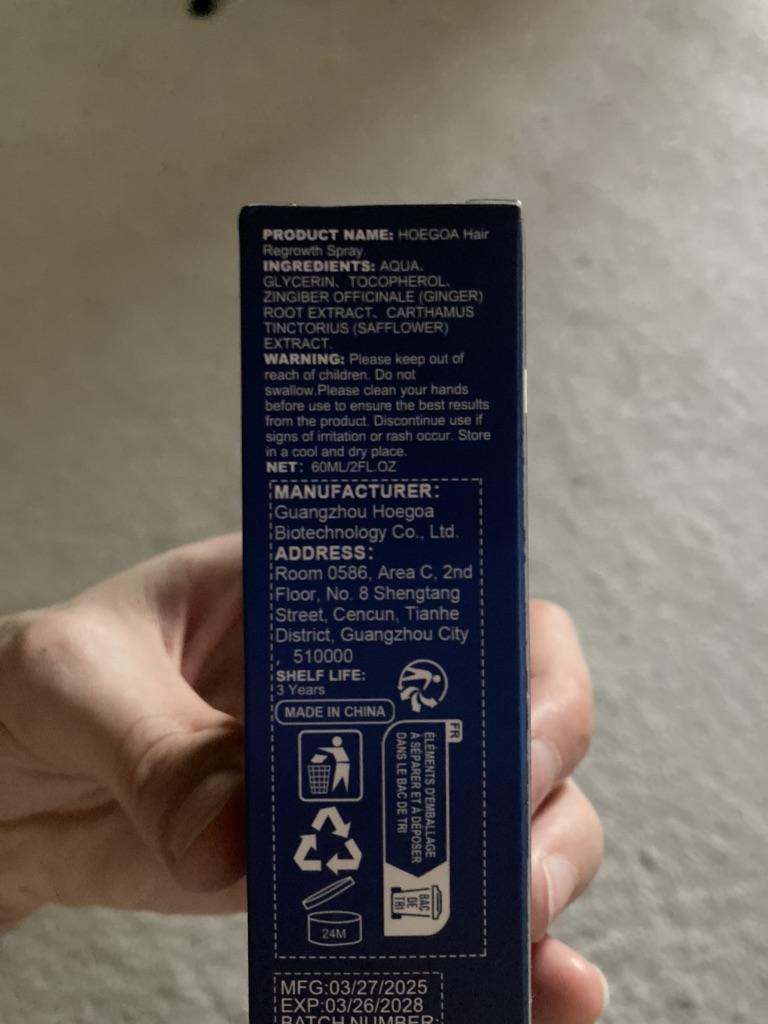 PRODUCT NAME: HOEGOA Hair
Regrowth Spray.
INGREDIENTS: AQUA、
GLYCERIN、TOCOPHEROL、
ZINGIBER OFFICINALE (GINGER)
ROOT EXTRACT、CARTHAMUS
TINCTORIUS (SAFFLOWER)
EXTRACT.
WARNING: Please keep out of
reach of children. Do not
swallow.Please clean your hands
before use to ensure the best results
from the product. Discontinue use if
signs of irritation or rash occur. Store
in a cool and dry place.
NET: 60ML/2FL.OZ
MANUFACTURER:
Guangzhou Hoegoa
Biotechnology Co., Ltd.
ADDRESS:
Room 0586, Area C, 2nd
Floor, No. 8 Shengtang
Street, Cencun, Tianhe
District, Guangzhou City
, 510000
SHELF LIFE:
3 Years
MADE IN CHINA
FR
ÉLÉMENTS D'EMBALLAGE
À SÉPARER ET À DÉPOSER
DANS LE BAC DE TRI
BAC
DE
TRI
24M
MFG:03/27/2025
EXP:03/26/2028
BATCH NUMBER: